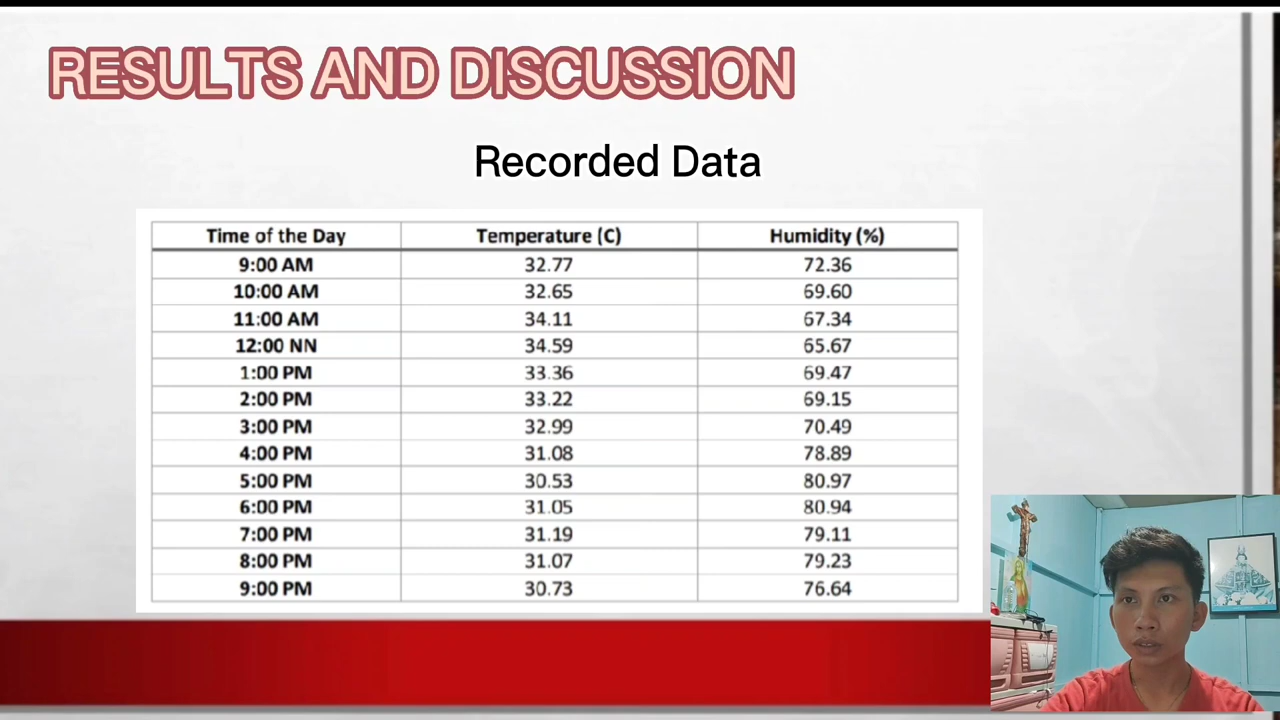 RESULTS AND DISCUSSION
Recorded Data
Time of the Day Temperature (C) Humidity (%)
9:00 AM 32.77 72.36
10:00 AM 32.65 69.60
11:00 AM 34.11 67.34
12:00 NN 34.59 65.67
1:00 PM 33.36 69.47
2:00 PM 33.22 69.15
3:00 PM 32.99 70.49
4:00 PM 31.08 78.89
5:00 PM 30.53 80.97
6:00 PM 31.05 80.94
7:00 PM 31.19 79.11
8:00 PM 31.07 79.23
9:00 PM 30.73 76.64